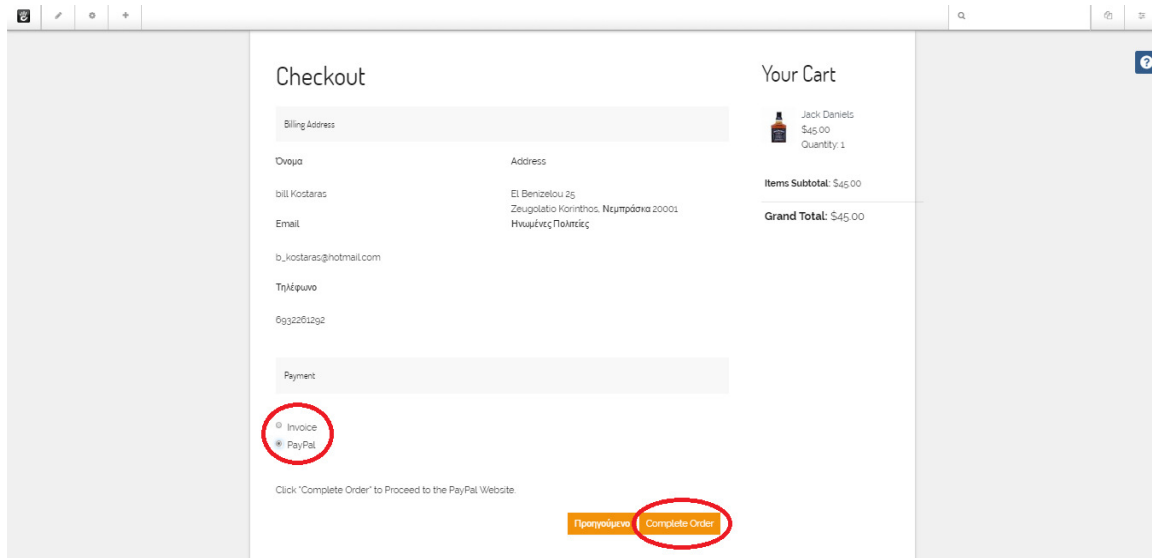 Checkout
Billing Address
Όνομα
bill Kostaras
Email
b_kostaras@hotmail.com
Τηλέφωνο
6932261292
Address
El Benizelou 25
Zeugolatio Korinthos, Νεμπράσκα 20001
Ηνωμένες Πολιτείες
Payment
Invoice
PayPal
Click "Complete Order" to Proceed to the PayPal Website.
Προηγούμενο
Complete Order
Your Cart
Jack Daniels
$45.00
Quantity: 1
Items Subtotal: $45.00
Grand Total: $45.00